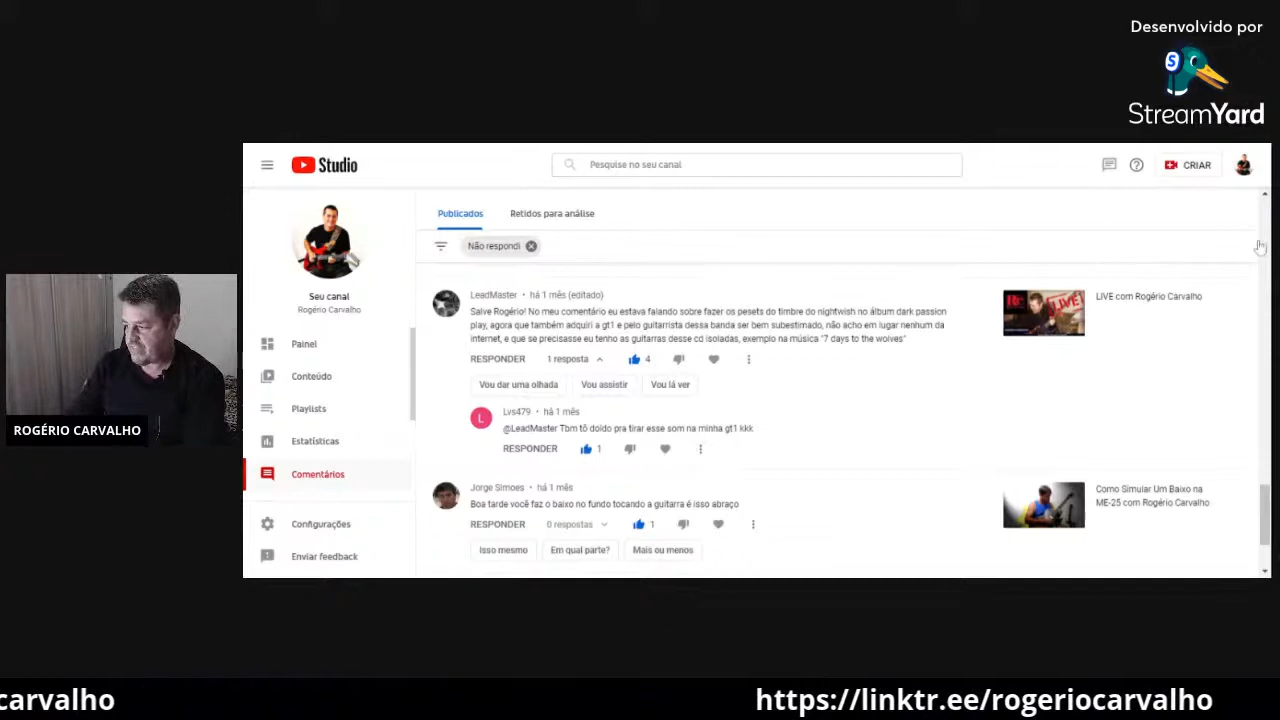 Desenvolvido por
StreamYard
Studio
Pesquise no seu canal
CRIAR
Seu canal
Rogério Carvalho
Painel
Conteúdo
Playlists
Estatísticas
Comentários
Configurações
Enviar feedback
Publicados
Retidos para análise
Não respondi
LeadMaster • há 1 mês (editado)
Salve Rogério! No meu comentário eu estava falando sobre fazer os pesets do timbre do nightwish no álbum dark passion
play, agora que também adquiri a gt1 e pelo guitarrista dessa banda ser bem subestimado, não acho em lugar nenhum da
internet, e que se precisasse eu tenho as guitarras desse cd isoladas, exemplo na música "7 days to the wolves"
RESPONDER 1 resposta 4
Vou dar uma olhada Vou assistir Vou lá ver
LIVE com Rogério Carvalho
L
Lvs479 • há 1 mês
@LeadMaster Tbm tô doido pra tirar esse som na minha gt1 kkk
RESPONDER 1
Jorge Simoes • há 1 mês
Boa tarde você faz o baixo no fundo tocando a guitarra é isso abraço
RESPONDER 0 respostas 1
Isso mesmo Em qual parte? Mais ou menos
Como Simular Um Baixo na
ME-25 com Rogério Carvalho
ROGÉRIO CARVALHO
carvalho
https://linktr.ee/rogeriocarvalho